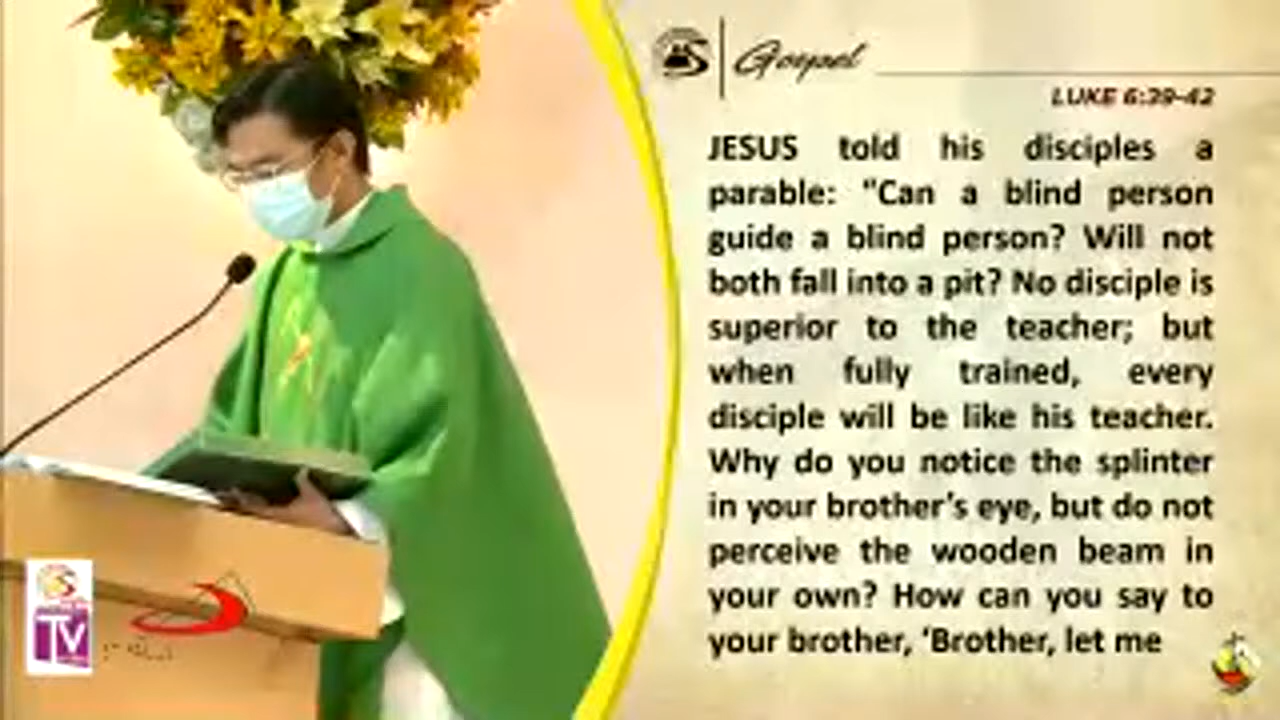 Gospel
LUKE 6:39-42
JESUS told his disciples a
parable: “Can a blind person
guide a blind person? Will not
both fall into a pit? No disciple is
superior to the teacher; but
when fully trained, every
disciple will be like his teacher.
Why do you notice the splinter
in your brother’s eye, but do not
perceive the wooden beam in
your own? How can you say to
your brother, ‘Brother, let me
TV